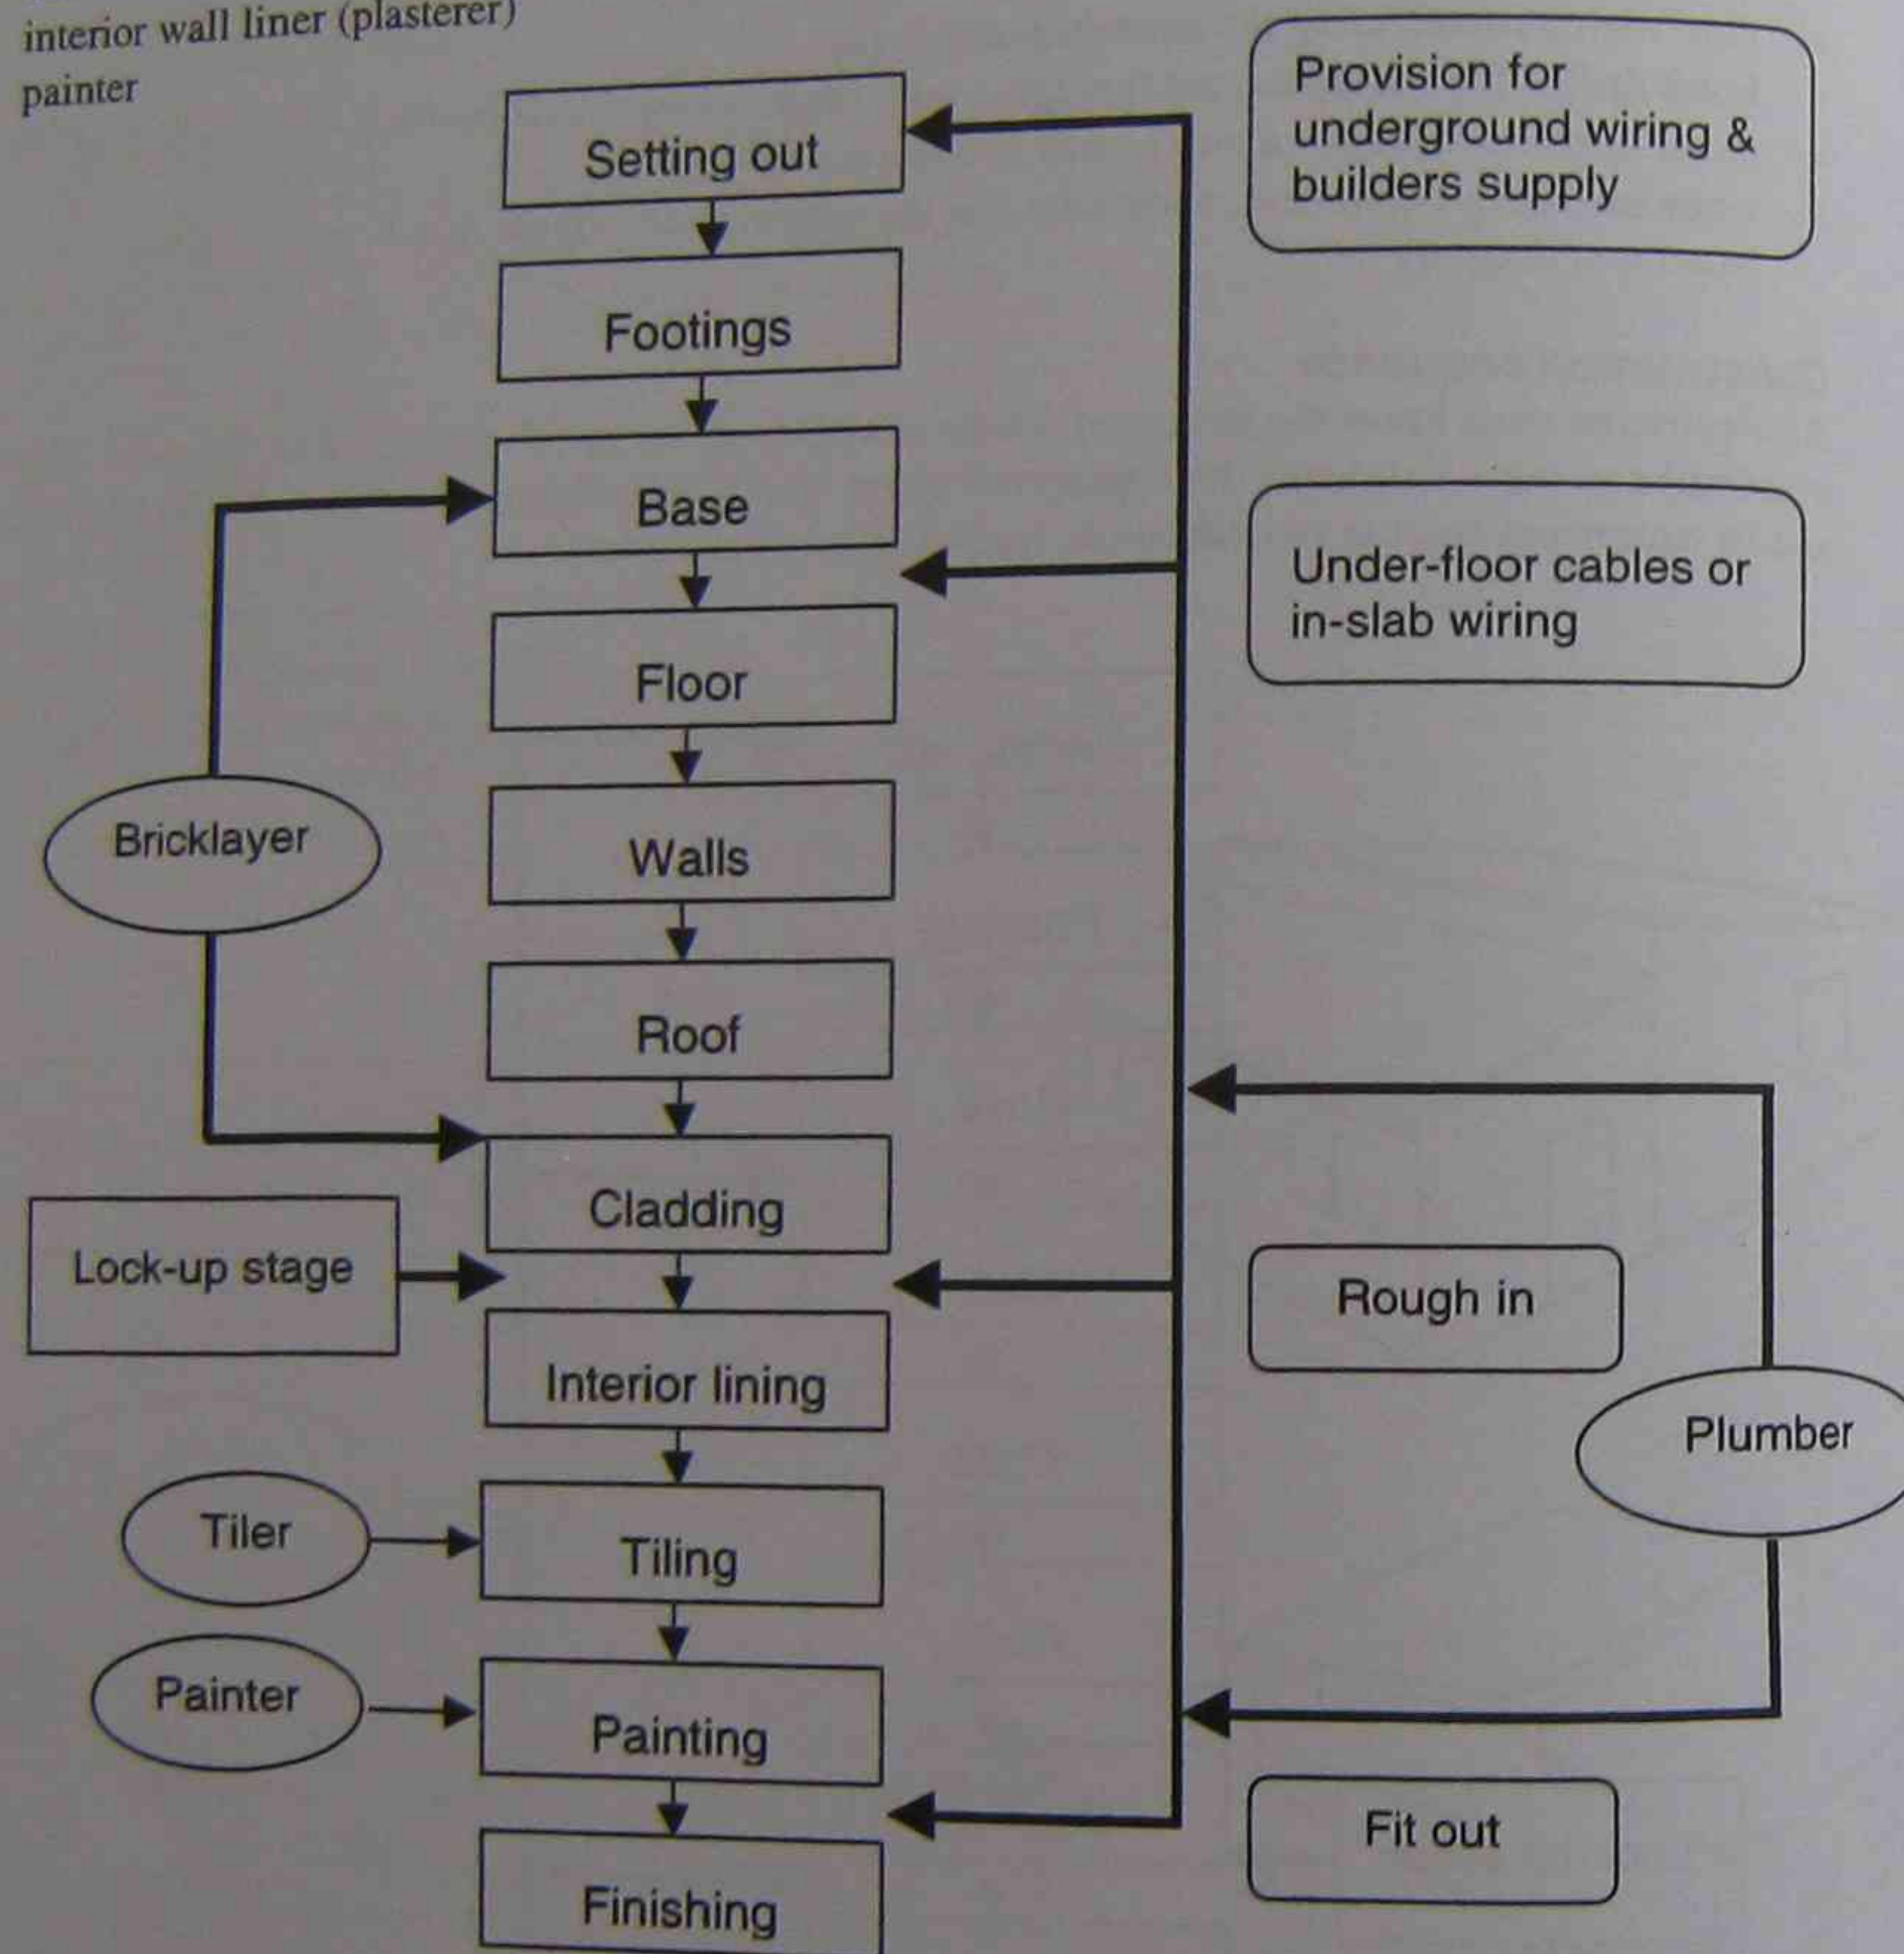 interior wall liner (plasterer)
painter
Setting out
Provision for
underground wiring &
builders supply
Footings
Base
Under-floor cables or
in-slab wiring
Floor
Bricklayer
Walls
Roof
Cladding
Lock-up stage
Rough in
Interior lining
Plumber
Tiler
Tiling
Painter
Painting
Fit out
Finishing